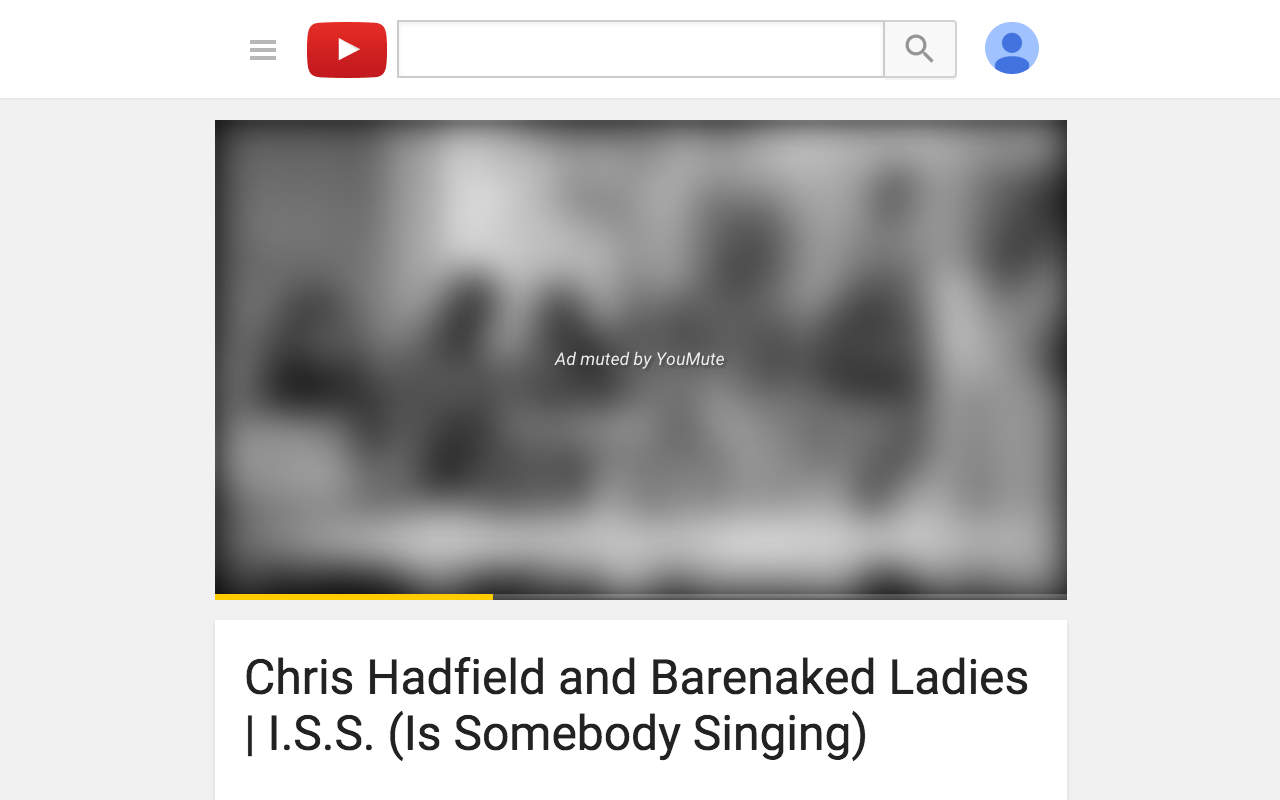 Ad muted by YouMute
Chris Hadfield and Barenaked Ladies
| I.S.S. (Is Somebody Singing)